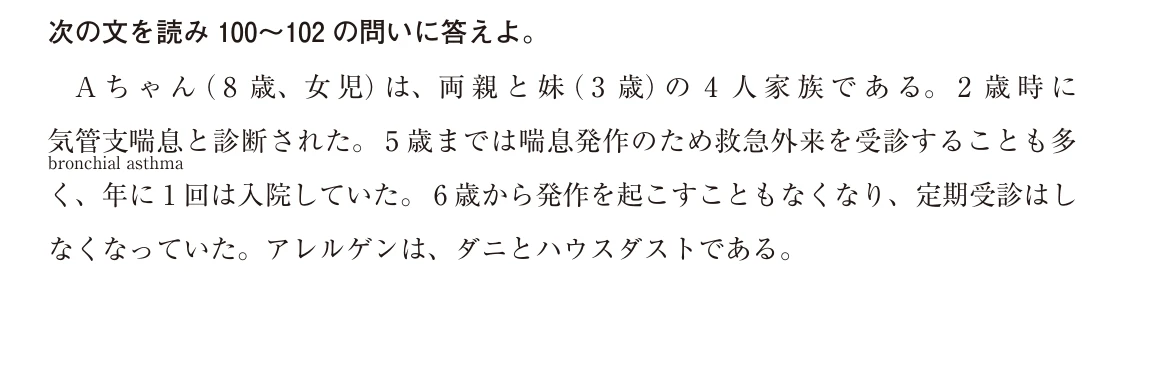 次の文を読み 100〜102 の問いに答えよ。
Aちゃん(8 歳、女児)は、両親と妹(3 歳)の 4 人家族である。2 歳時に
気管支喘息と診断された。5 歳までは喘息発作のため救急外来を受診することも多
bronchial asthma
く、年に 1 回は入院していた。6 歳から発作を起こすこともなくなり、定期受診はし
なくなっていた。アレルゲンは、ダニとハウスダストである。